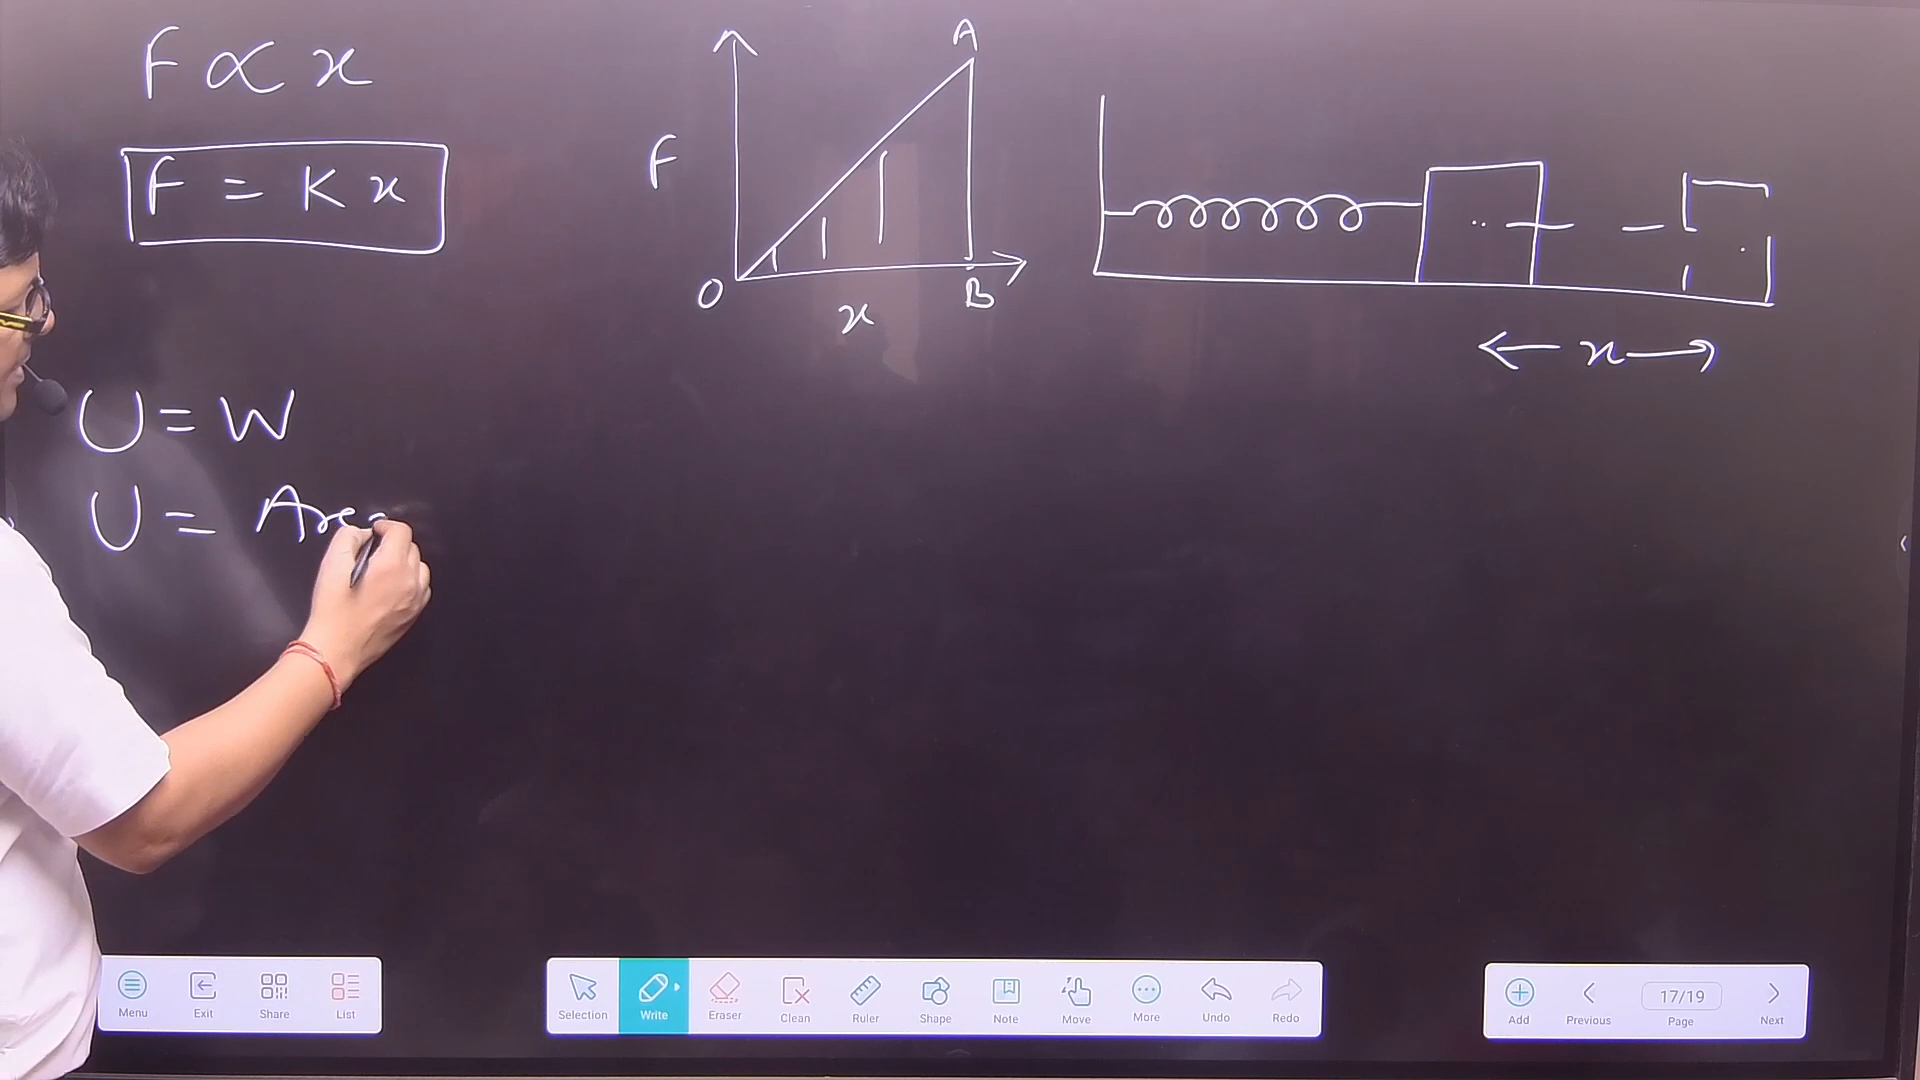 F ∝ x
F = K x
U = W
U = Area
A
F
O
x
B
x
Menu
Exit
Share
List
Selection
Write
Eraser
Clean
Ruler
Shape
Note
Move
More
Undo
Redo
Add
Previous
17/19
Page
Next